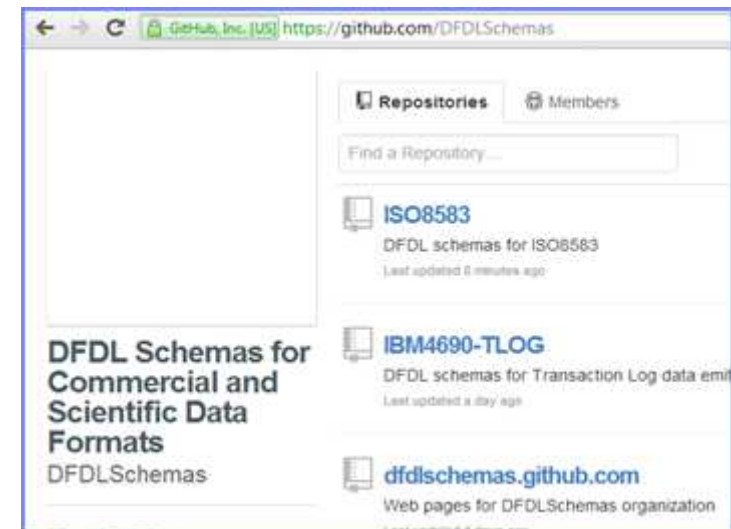 GitHub, Inc. [US] https://github.com/DFDLSchemas
Repositories Members
Find a Repository...
ISO8583
DFDL schemas for ISO8583
Last updated minutes ago
IBM4690-TLOG
DFDL schemas for Transaction Log data emit
Last updated a day ago
DFDL Schemas for
Commercial and
Scientific Data
Formats
DFDLSchemas
dfdlschemas.github.com
Web pages for DFDLSchemas organization